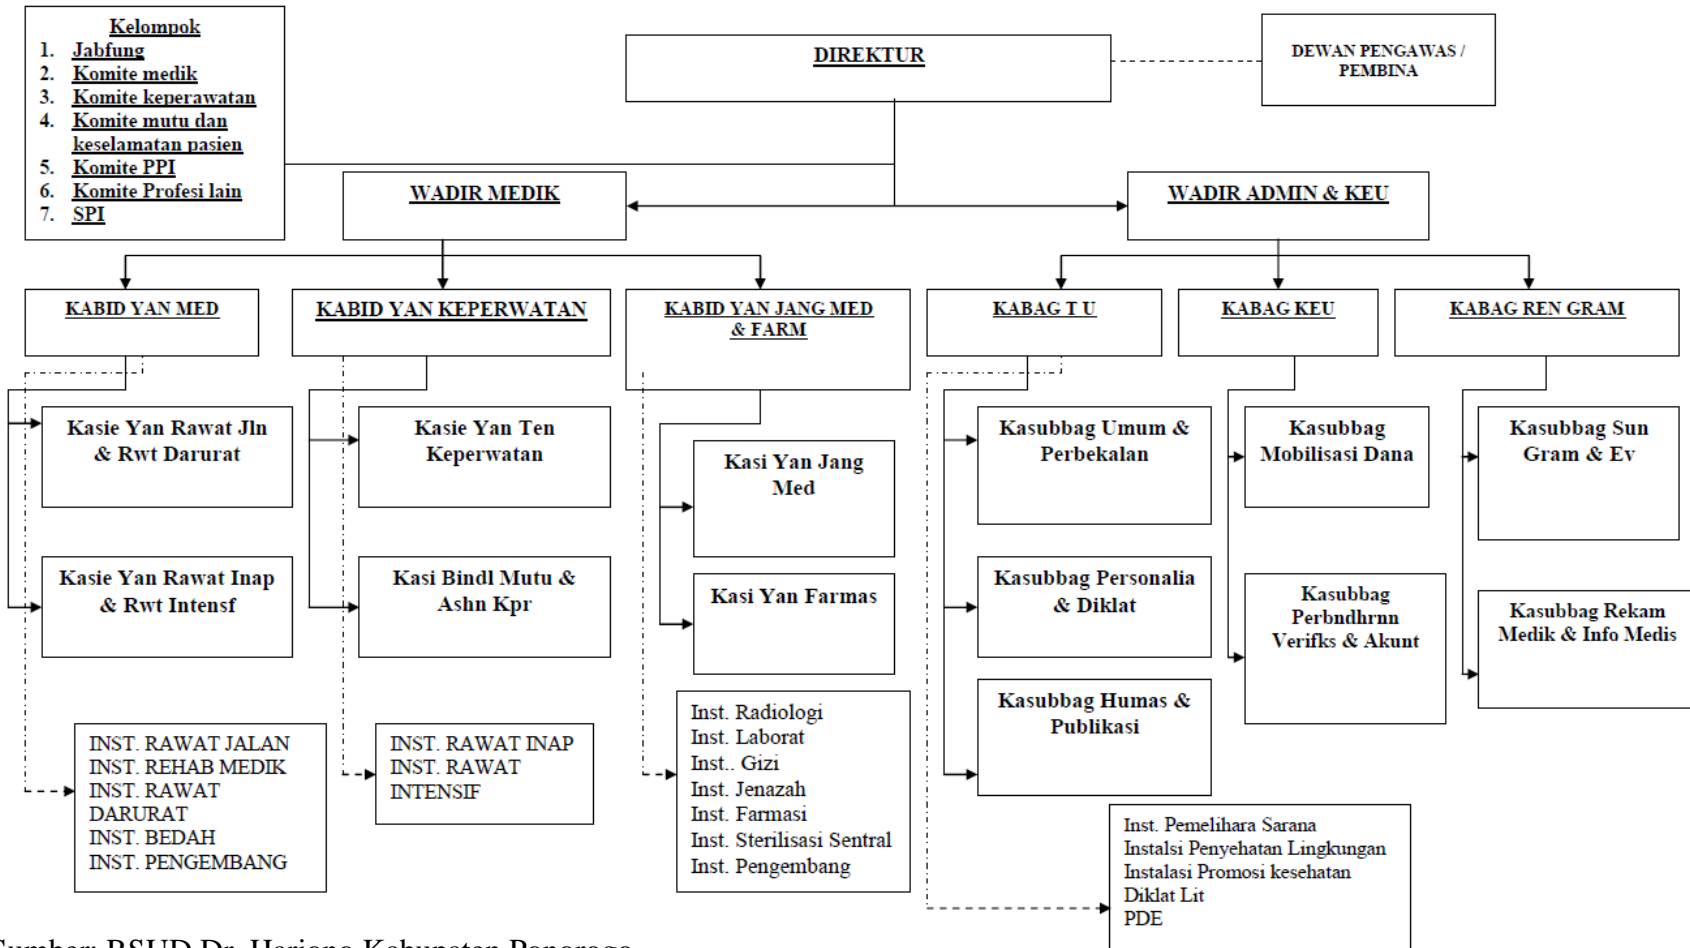 Kelompok
1. Jabfung
2. Komite medik
3. Komite keperawatan
4. Komite mutu dan
keselamatan pasien
5. Komite PPI
6. Komite Profesi lain
7. SPI
DIREKTUR
DEWAN PENGAWAS /
PEMBINA
WADIR MEDIK
WADIR ADMIN & KEU
KABID YAN MED
KABID YAN KEPERWATAN
KABID YAN JANG MED
& FARM
KABAG T U
KABAG KEU
KABAG REN GRAM
Kasie Yan Rawat Jln
& Rwt Darurat
Kasie Yan Ten
Keperwatan
Kasi Yan Jang
Med
Kasubbag Umum &
Perbekalan
Kasubbag
Mobilisasi Dana
Kasubbag Sun
Gram & Ev
Kasie Yan Rawat Inap
& Rwt Intensf
Kasi Bindl Mutu &
Ashn Kpr
Kasi Yan Farmas
Kasubbag Personalia
& Diklat
Kasubbag
Perbndhrnn
Verifks & Akunt
Kasubbag Rekam
Medik & Info Medis
Kasubbag Humas &
Publikasi
INST. RAWAT JALAN
INST. REHAB MEDIK
INST. RAWAT
DARURAT
INST. BEDAH
INST. PENGEMBANG
INST. RAWAT INAP
INST. RAWAT
INTENSIF
Inst. Radiologi
Inst. Laborat
Inst.. Gizi
Inst. Jenazah
Inst. Farmasi
Inst. Sterilisasi Sentral
Inst. Pengembang
Inst. Pemelihara Sarana
Instalsi Penyehatan Lingkungan
Instalasi Promosi kesehatan
Diklat Lit
PDE
Sumber: RSUD Dr. Harjono Kabupaten Ponorogo